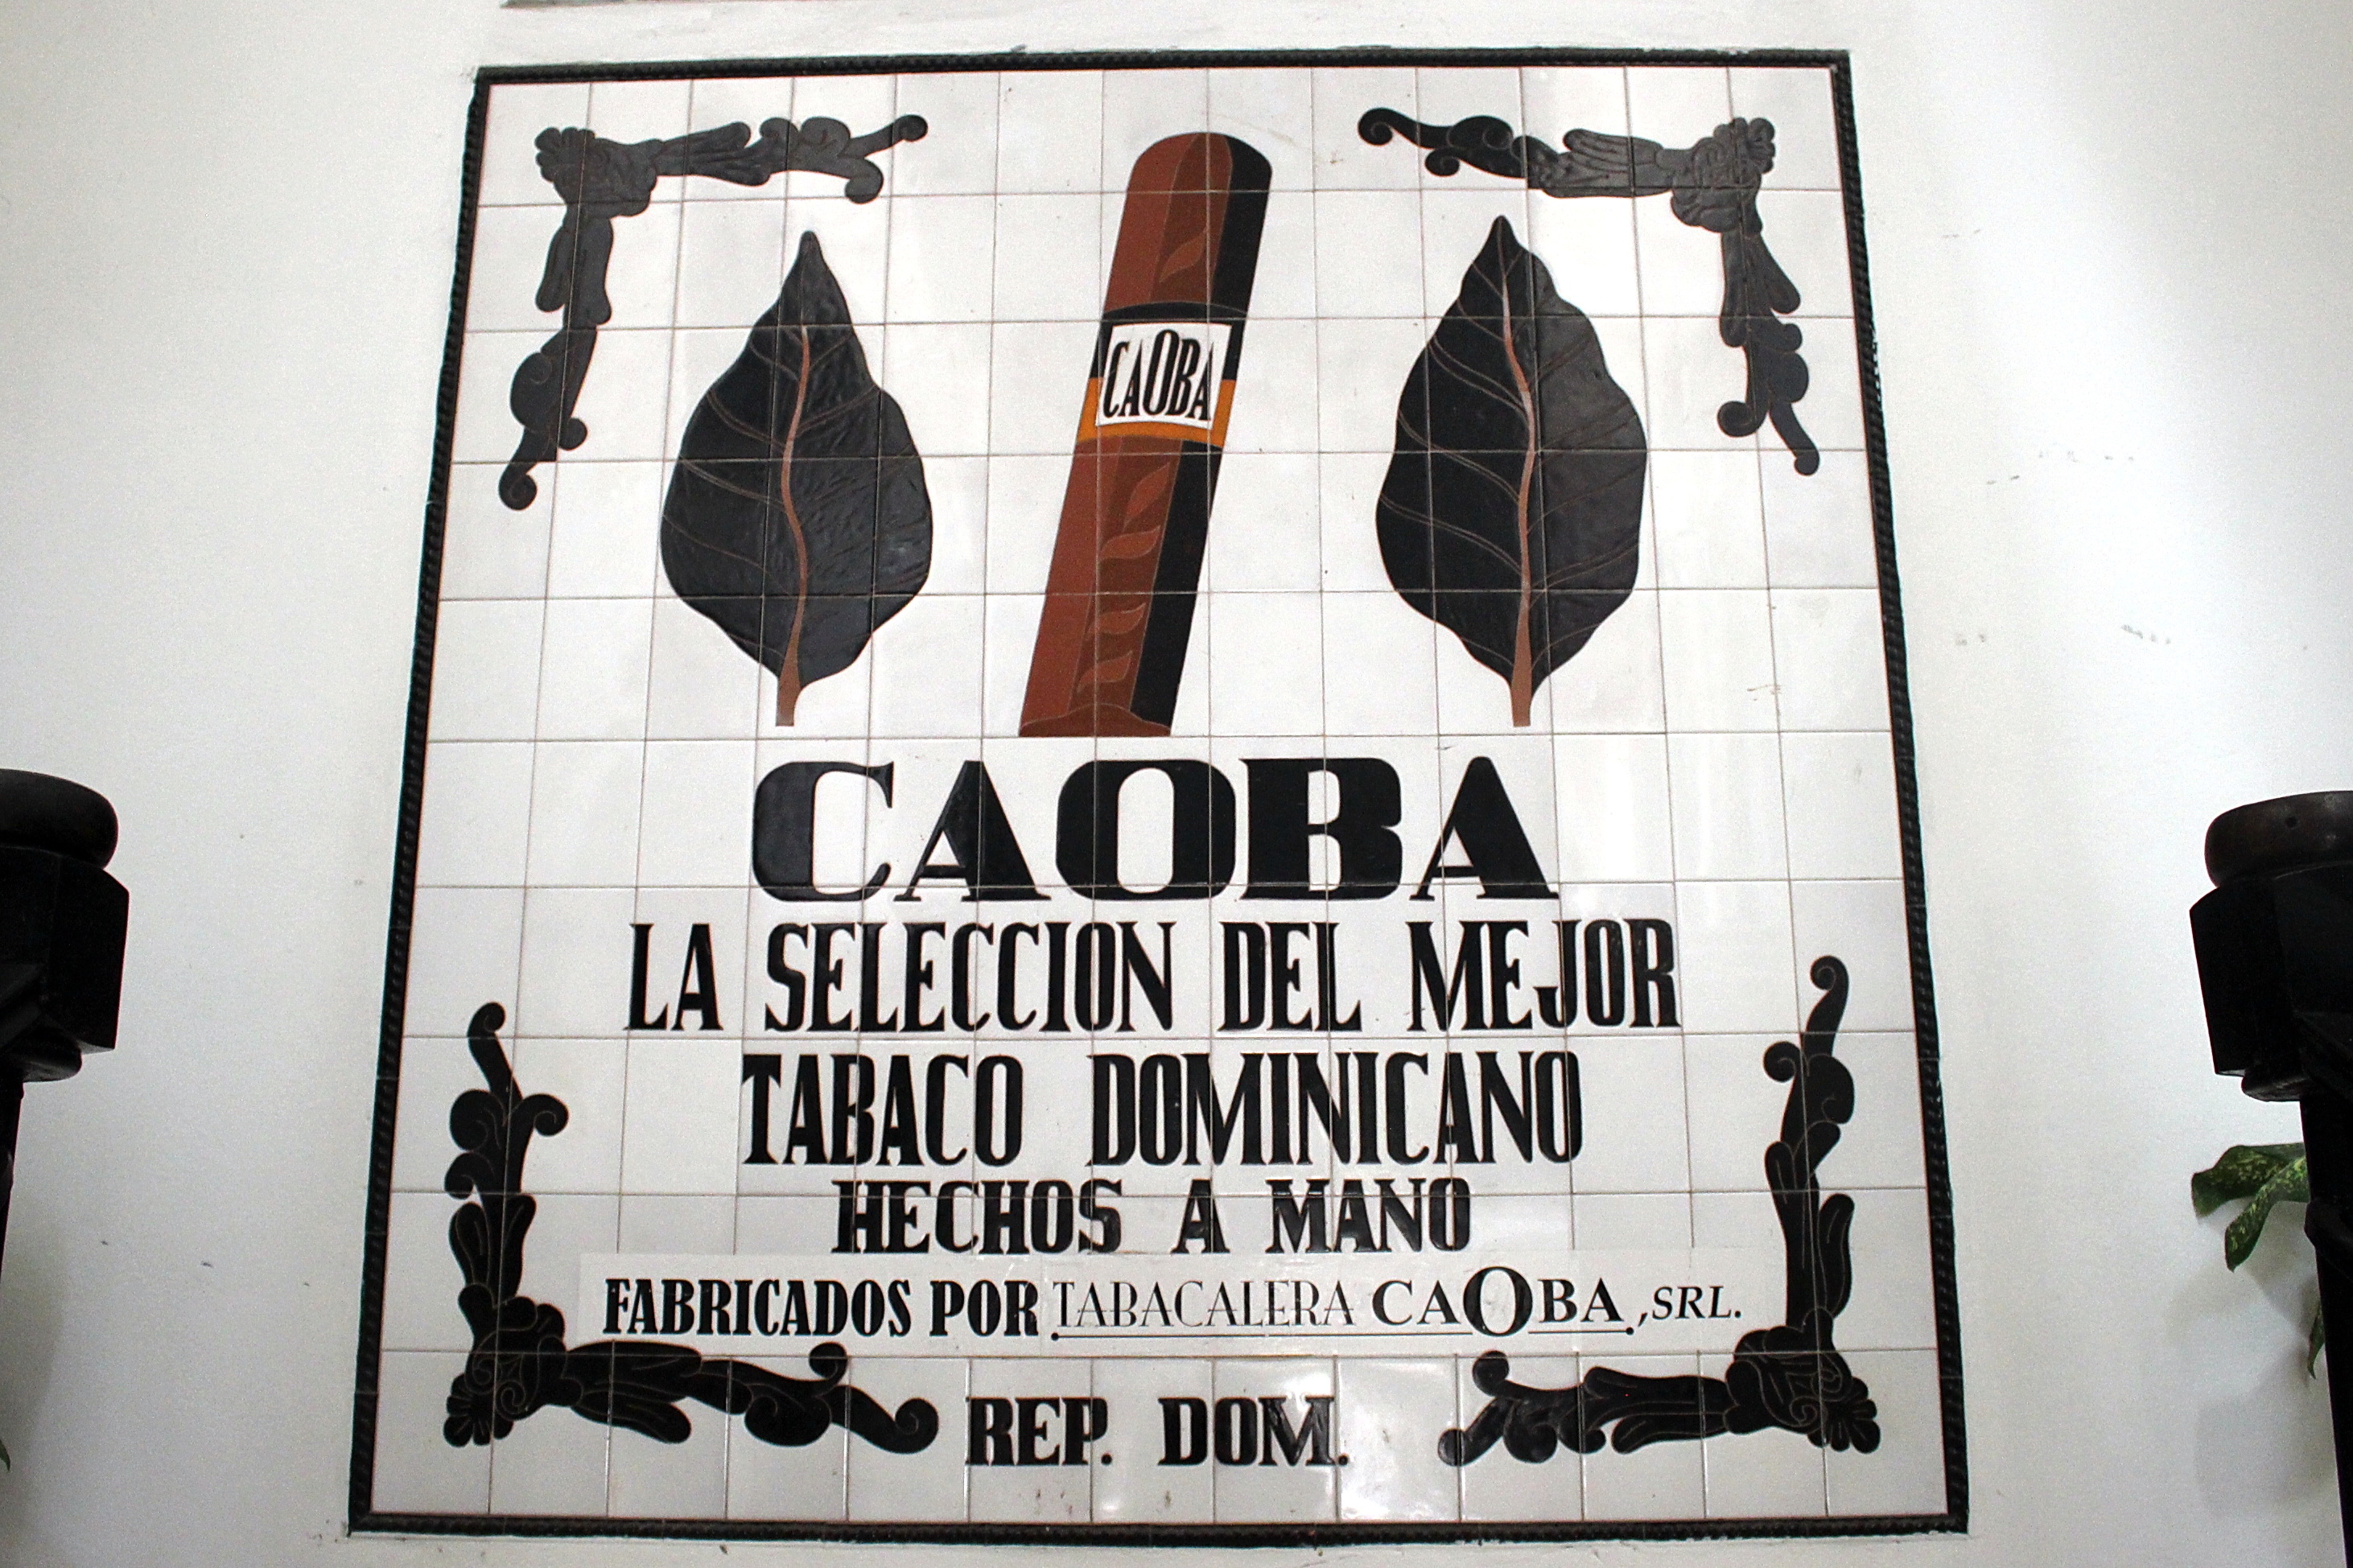 CAOBA
CAOBA
LA SELECCION DEL MEJOR
TABACO DOMINICANO
HECHOS A MANO
FABRICADOS POR TABACALERA CAOBA, SRL.
REP. DOM.